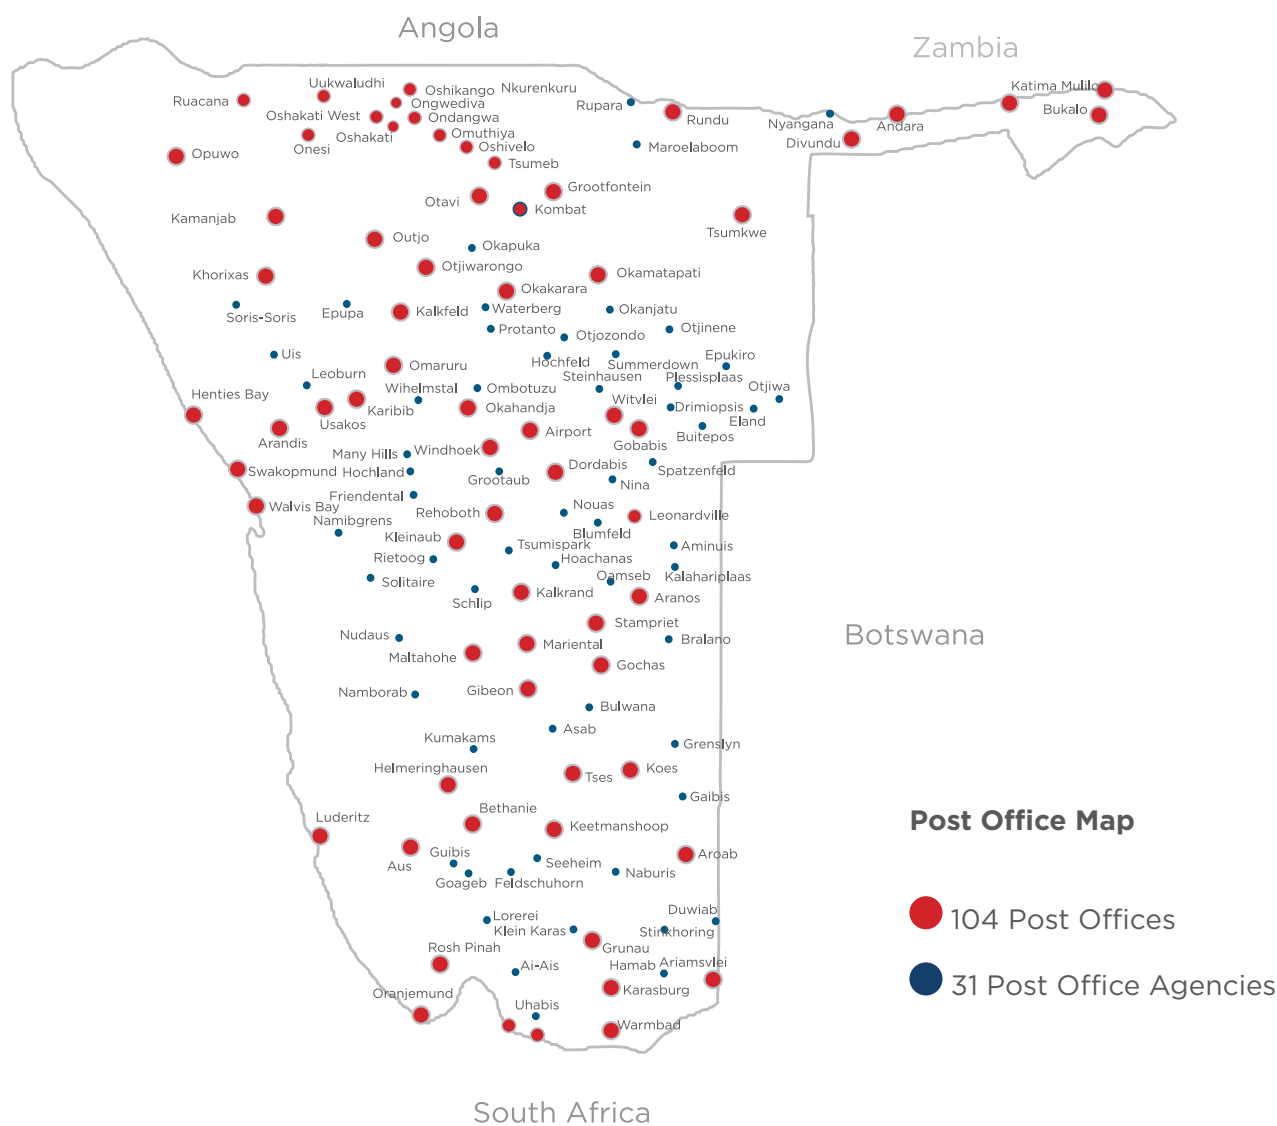 Angola
Zambia
Uukwaludhi
Ruacana
Oshikango
Nkurenkuru
Ongwediva
Oshakati West
Ondangwa
Oshakati
Omuthiya
Onesi
Oshivelo
Opuwo
Tsumeb
Rupara
Rundu
Maroelaboom
Nyangana
Andara
Divundu
Katima Mulilo
Bukalo
Otavi
Grootfontein
Kombat
Tsumkwe
Kamanjab
Outjo
Okapuka
Khorixas
Otjiwarongo
Okamatapati
Okakarara
Soris-Soris
Epupa
Kalkfeld
Waterberg
Okanjatu
Protanto
Otjozondo
Otjinene
Uis
Hochfeld
Summerdown
Epukiro
Omaruru
Leoburn
Wihelmstal
Ombotuzu
Steinhausen
Plessisplaas
Otjiwa
Henties Bay
Usakos
Karibib
Okahandja
Witvlei
Drimiopsis
Eland
Arandis
Airport
Gobabis
Buitepos
Many Hills
Windhoek
Swakopmund
Hochland
Grootaub
Dordabis
Nina
Spatzenfeld
Friendental
Walvis Bay
Rehoboth
Nouas
Blumfeld
Leonardville
Namibgrens
Kleinaub
Rietoog
Tsumispark
Hoachanas
Aminuis
Solitaire
Schlip
Oamseb
Kalahariplaas
Kalkrand
Aranos
Stampriet
Botswana
Nudaus
Maltahohe
Mariental
Bralano
Gochas
Namborab
Gibeon
Bulwana
Asab
Kumakams
Grenslyn
Helmeringhausen
Tses
Koes
Gaibis
Luderitz
Bethanie
Keetmanshoop
Post Office Map
Aus
Guibis
Goageb
Seeheim
Feldschuhorn
Naburis
Aroab
104 Post Offices
Lorerei
Klein Karas
Duwiab
Stinkhoring
Rosh Pinah
Grunau
Ai-Ais
Hamab
Ariamsvlei
31 Post Office Agencies
Oranjemund
Karasburg
Uhabis
Warmbad
South Africa